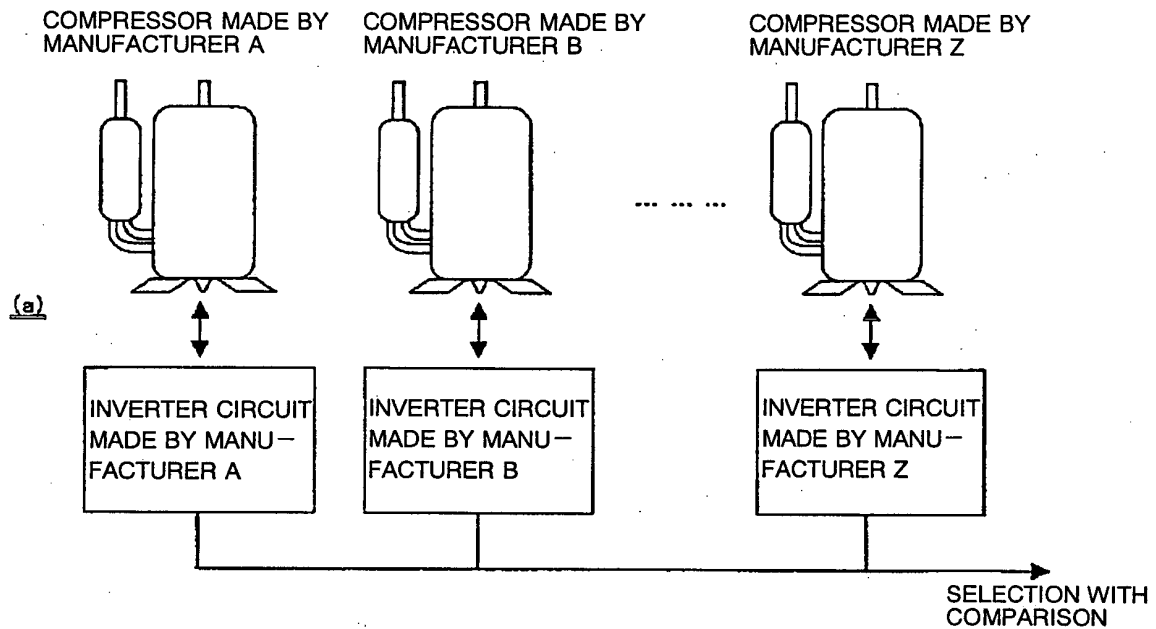 COMPRESSOR MADE BY
MANUFACTURER A
COMPRESSOR MADE BY
MANUFACTURER B
COMPRESSOR MADE BY
MANUFACTURER Z
... ... ...
(a)
INVERTER CIRCUIT
MADE BY MANU-
FACTURER A
INVERTER CIRCUIT
MADE BY MANU-
FACTURER B
INVERTER CIRCUIT
MADE BY MANU-
FACTURER Z
SELECTION WITH
COMPARISON